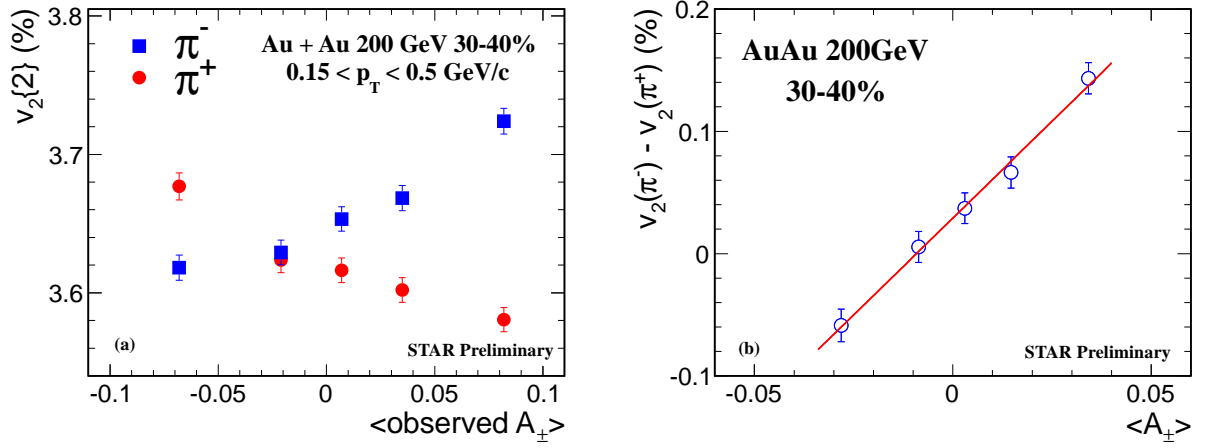 3.8
3.7
3.6
v₂{2} (%)
π⁻
π⁺
Au + Au 200 GeV 30-40%
0.15 < p_T < 0.5 GeV/c
(a)
STAR Preliminary
-0.1
-0.05
0
0.05
0.1
<observed A_±>
0.2
0.1
0
-0.1
v₂(π⁻) - v₂(π⁺) (%)
AuAu 200GeV
30-40%
(b)
STAR Preliminary
-0.05
0
0.05
<A_±>